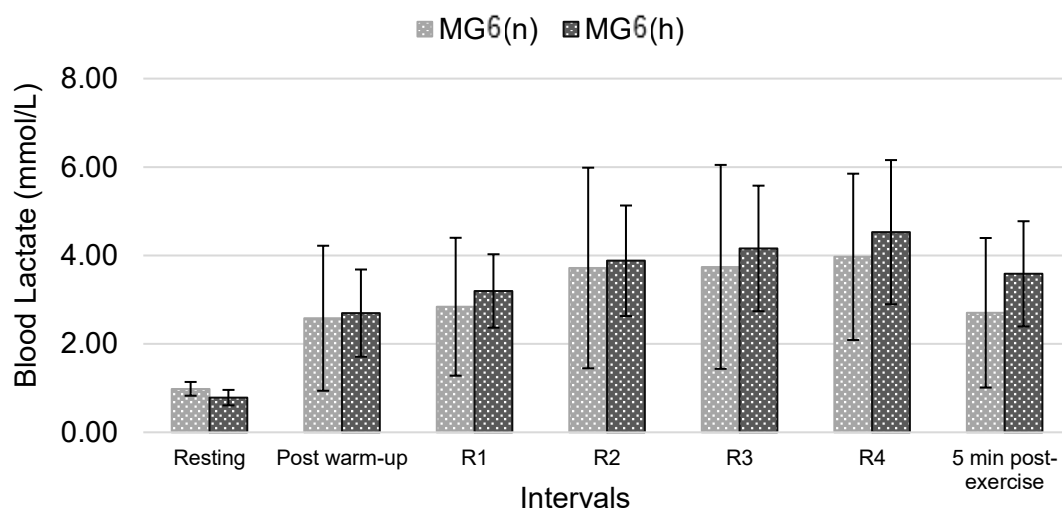 MG6(n) MG6(h)
Blood Lactate (mmol/L)
8.00
6.00
4.00
2.00
0.00
Resting Post warm-up R1 R2 R3 R4 5 min post-
exercise
Intervals